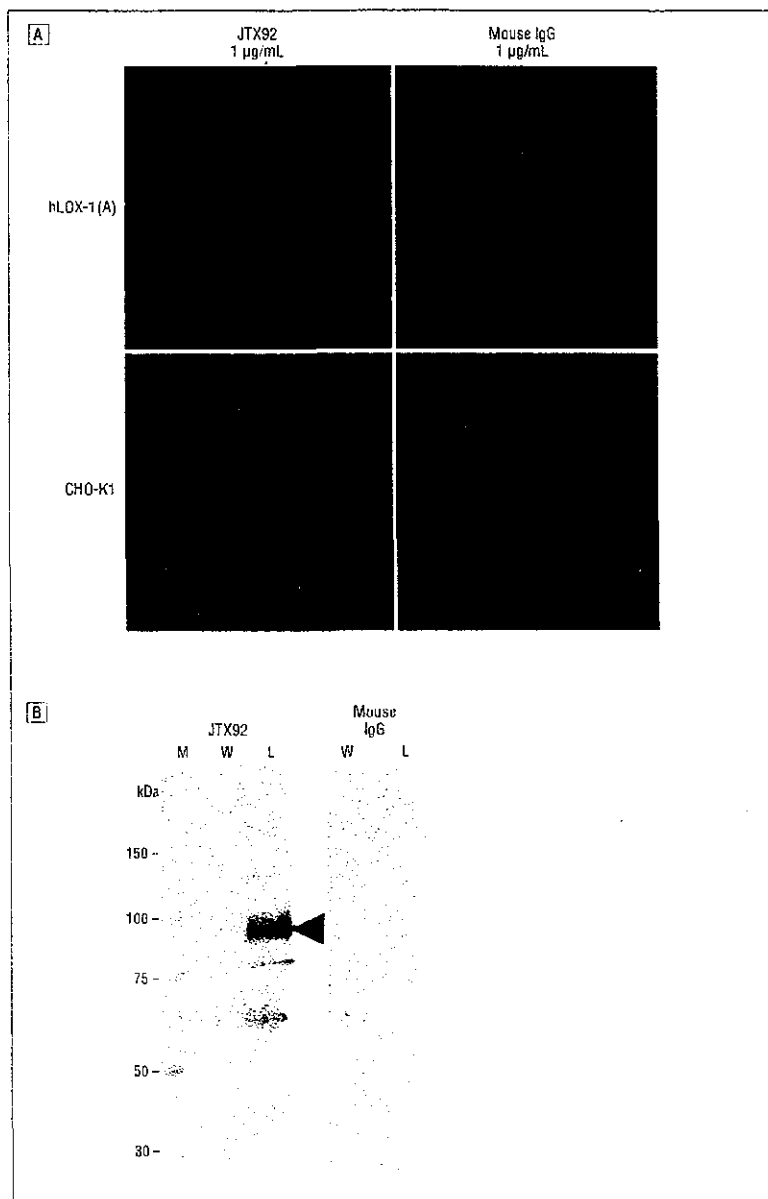 A
JTX92
1 µg/mL
Mouse IgG
1 µg/mL
hLOX-1(A)
CHO-K1
B
JTX92
Mouse
IgG
M W L W L
kDa
150
100
75
50
30